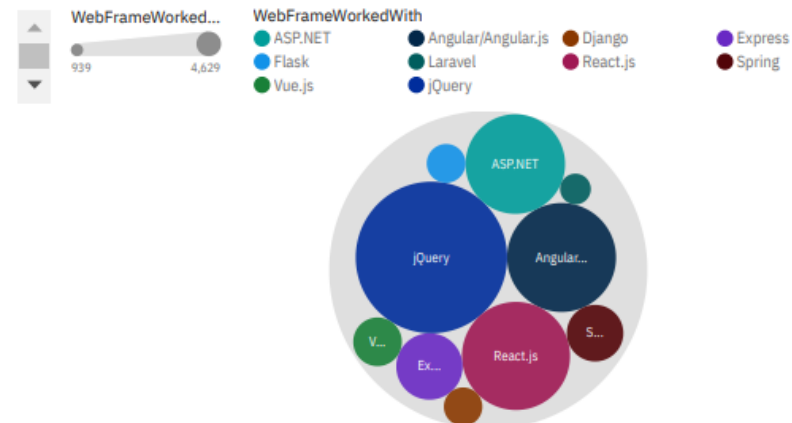 WebFrameWorked...
939 4,629
WebFrameWorkedWith
ASP.NET Angular/Angular.js Django Express
Flask Laravel React.js Spring
Vue.js jQuery
ASP.NET
jQuery
Angular...
V...
Ex...
React.js
S...